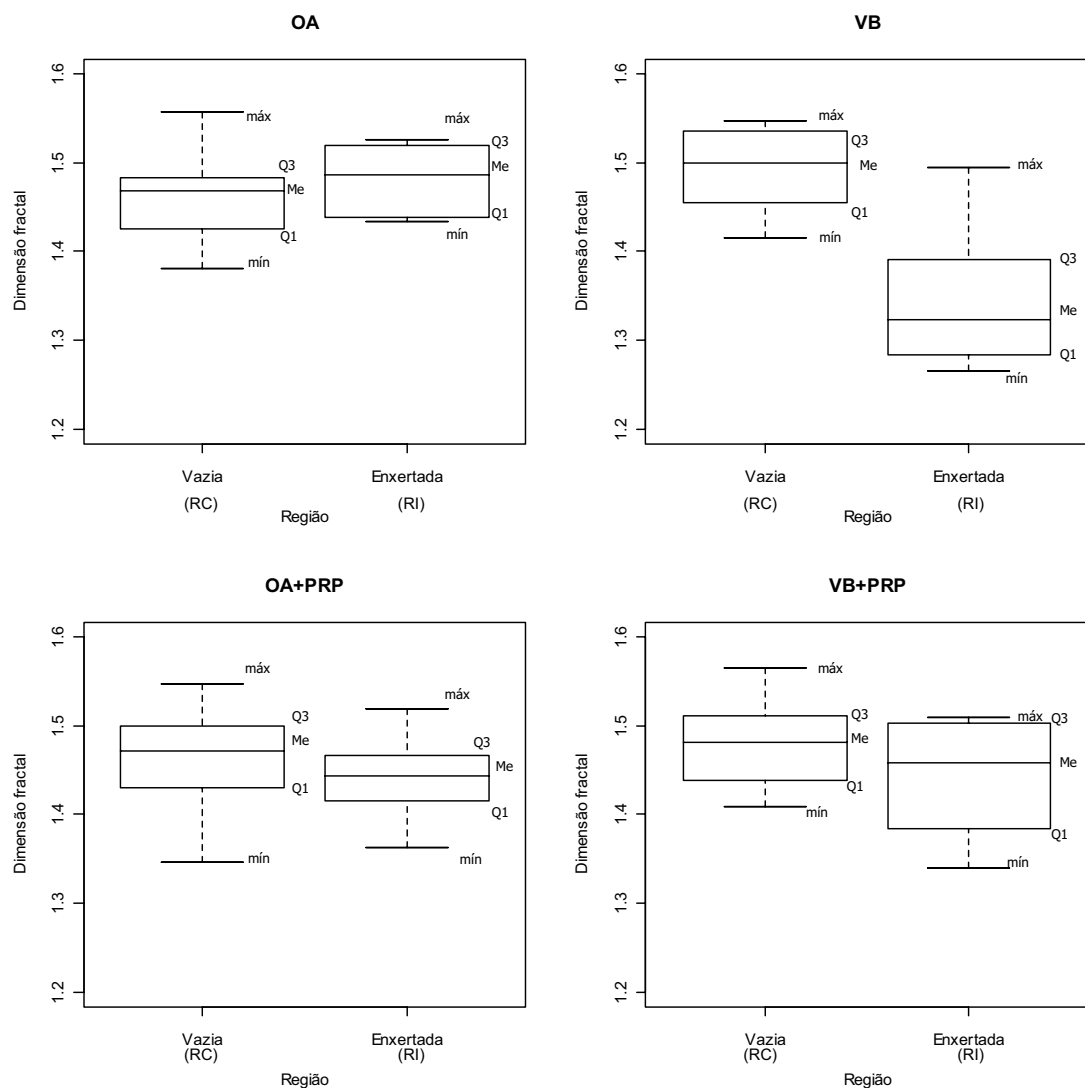 OA
Dimensão fractal
1.6
1.5
1.4
1.3
1.2
máx
Q3
Me
Q1
mín
máx
Q3
Me
Q1
mín
Vazia
(RC)
Enxertada
(RI)
Região
VB
Dimensão fractal
1.6
1.5
1.4
1.3
1.2
máx
Q3
Me
Q1
mín
máx
Q3
Me
Q1
mín
Vazia
(RC)
Enxertada
(RI)
Região
OA+PRP
Dimensão fractal
1.6
1.5
1.4
1.3
1.2
máx
Q3
Me
Q1
mín
máx
Q3
Me
Q1
mín
Vazia
(RC)
Enxertada
(RI)
Região
VB+PRP
Dimensão fractal
1.6
1.5
1.4
1.3
1.2
máx
Q3
Me
Q1
mín
máx
Q3
Me
Q1
mín
Vazia
(RC)
Enxertada
(RI)
Região